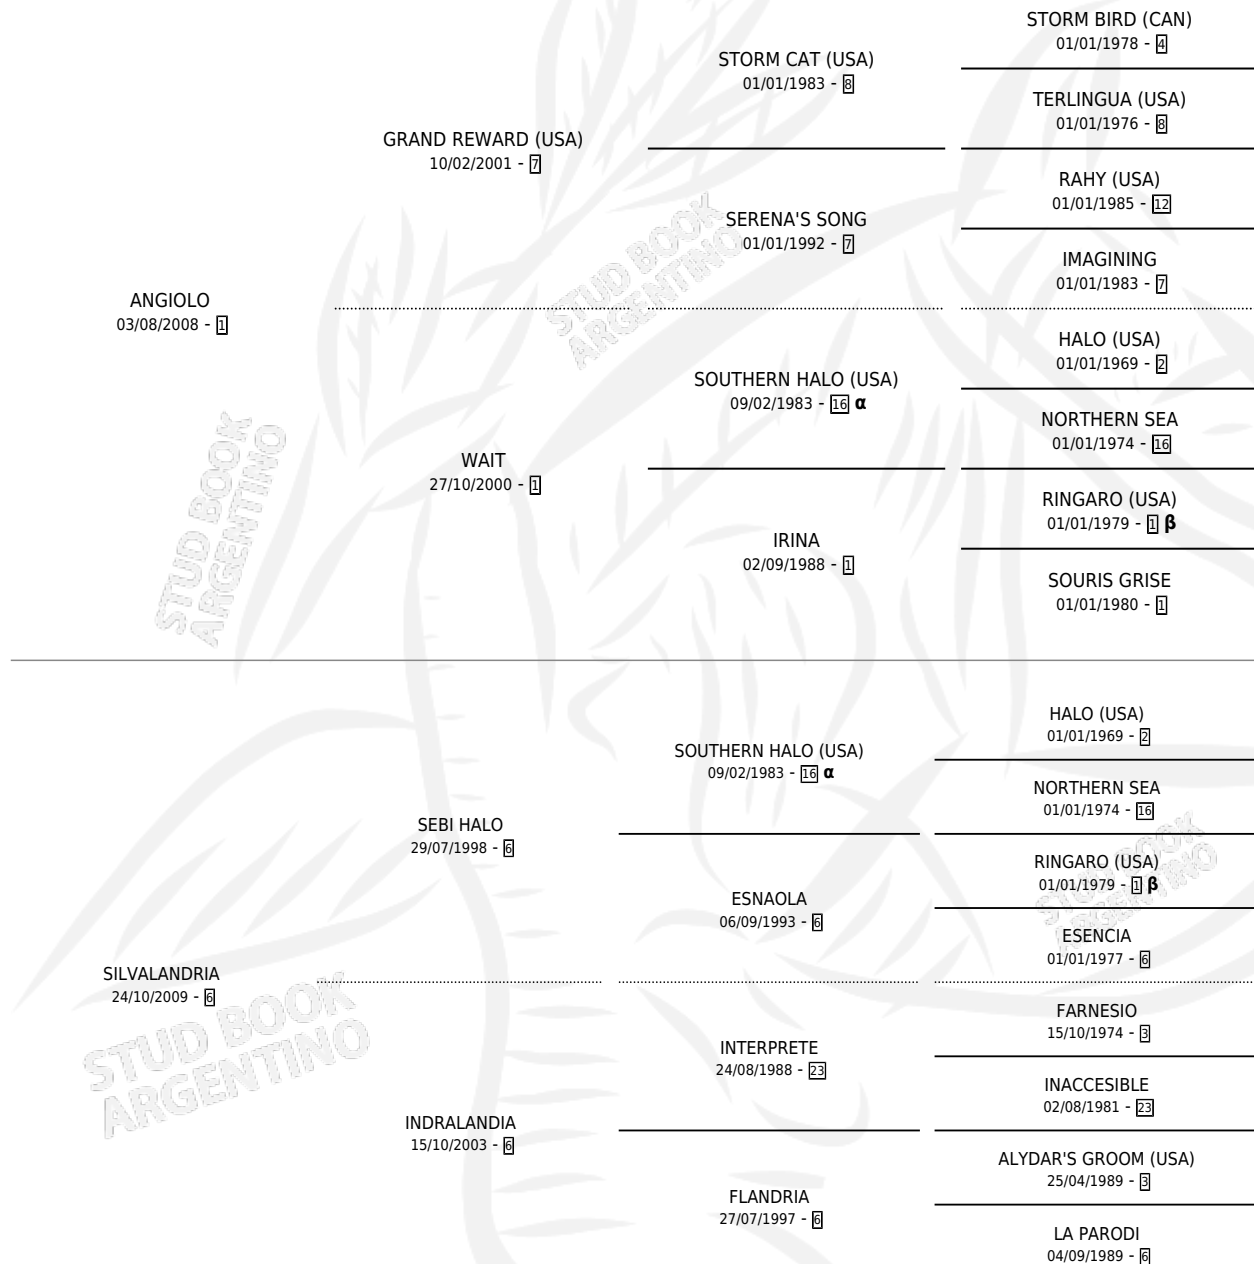 STORM BIRD (CAN)
01/01/1978 - 4
STORM CAT (USA)
01/01/1983 - 8
TERLINGUA (USA)
01/01/1976 - 8
GRAND REWARD (USA)
10/02/2001 - 7
RAHY (USA)
01/01/1985 - 12
SERENA'S SONG
01/01/1992 - 7
IMAGINING
01/01/1983 - 7
ANGIOLO
03/08/2008 - 1
HALO (USA)
01/01/1969 - 2
SOUTHERN HALO (USA)
09/02/1983 - 16 α
NORTHERN SEA
01/01/1974 - 16
WAIT
27/10/2000 - 1
RINGARO (USA)
01/01/1979 - 1 β
IRINA
02/09/1988 - 1
SOURIS GRISE
01/01/1980 - 1
HALO (USA)
01/01/1969 - 2
SOUTHERN HALO (USA)
09/02/1983 - 16 α
NORTHERN SEA
01/01/1974 - 16
SEBI HALO
29/07/1998 - 6
RINGARO (USA)
01/01/1979 - 1 β
ESNAOLA
06/09/1993 - 6
ESENCIA
01/01/1977 - 6
SILVALANDRIA
24/10/2009 - 6
FARNESIO
15/10/1974 - 3
INTERPRETE
24/08/1988 - 23
INACCESIBLE
02/08/1981 - 23
INDRALANDIA
15/10/2003 - 6
ALYDAR'S GROOM (USA)
25/04/1989 - 3
FLANDRIA
27/07/1997 - 6
LA PARODI
04/09/1989 - 6
STUD BOOK
ARGENTINO
STUD BOOK
ARGENTINO
STUD BOOK
ARGENTINO
STUD BOOK
ARGENTINO